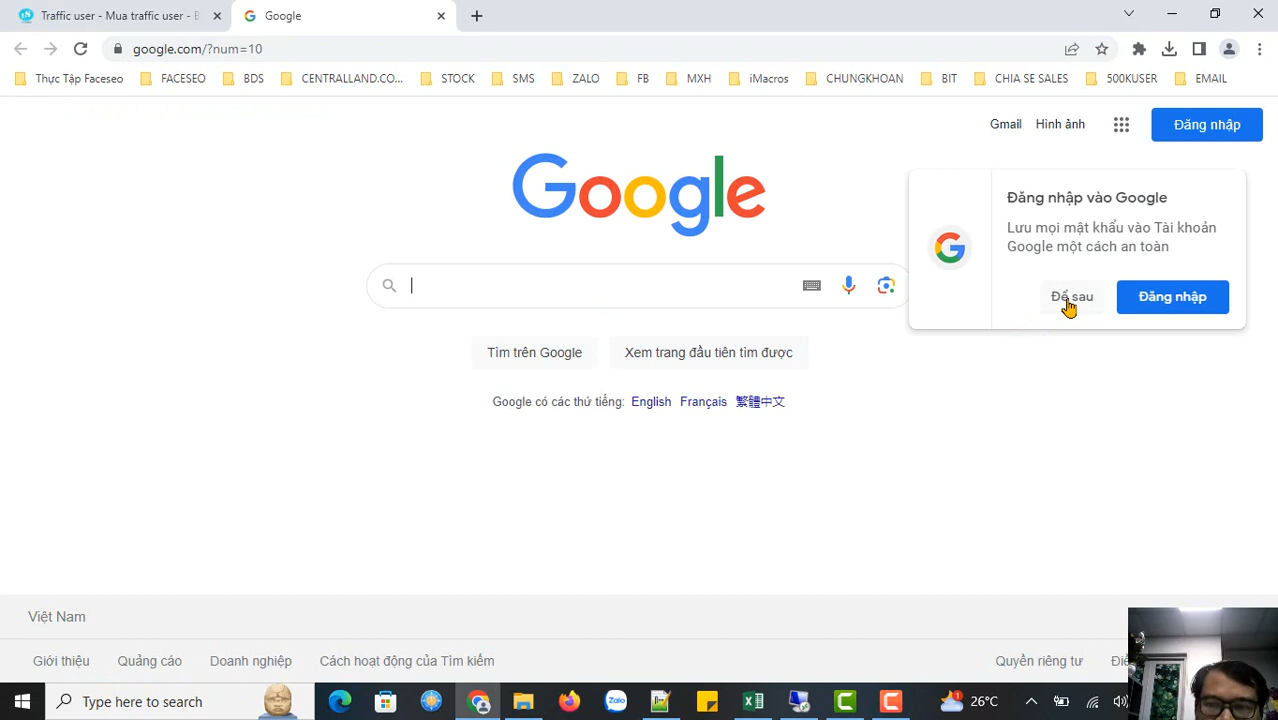 Traffic user - Mua traffic user - B
Google
google.com/?num=10
Thực Tập Faceseo
FACESEO
BDS
CENTRALLAND.CO...
STOCK
SMS
ZALO
FB
MXH
iMacros
CHUNGKHOAN
BIT
CHIA SE SALES
500KUSER
EMAIL
Gmail
Hình ảnh
Đăng nhập
Google
Đăng nhập vào Google
Lưu mọi mật khẩu vào Tài khoản
Google một cách an toàn
Để sau
Đăng nhập
Tìm trên Google
Xem trang đầu tiên tìm được
Google có các thứ tiếng: English Français 繁體中文
Việt Nam
Giới thiệu
Quảng cáo
Doanh nghiệp
Cách hoạt động của Tìm kiếm
Quyền riêng tư
Type here to search
Zalo
1
26°C